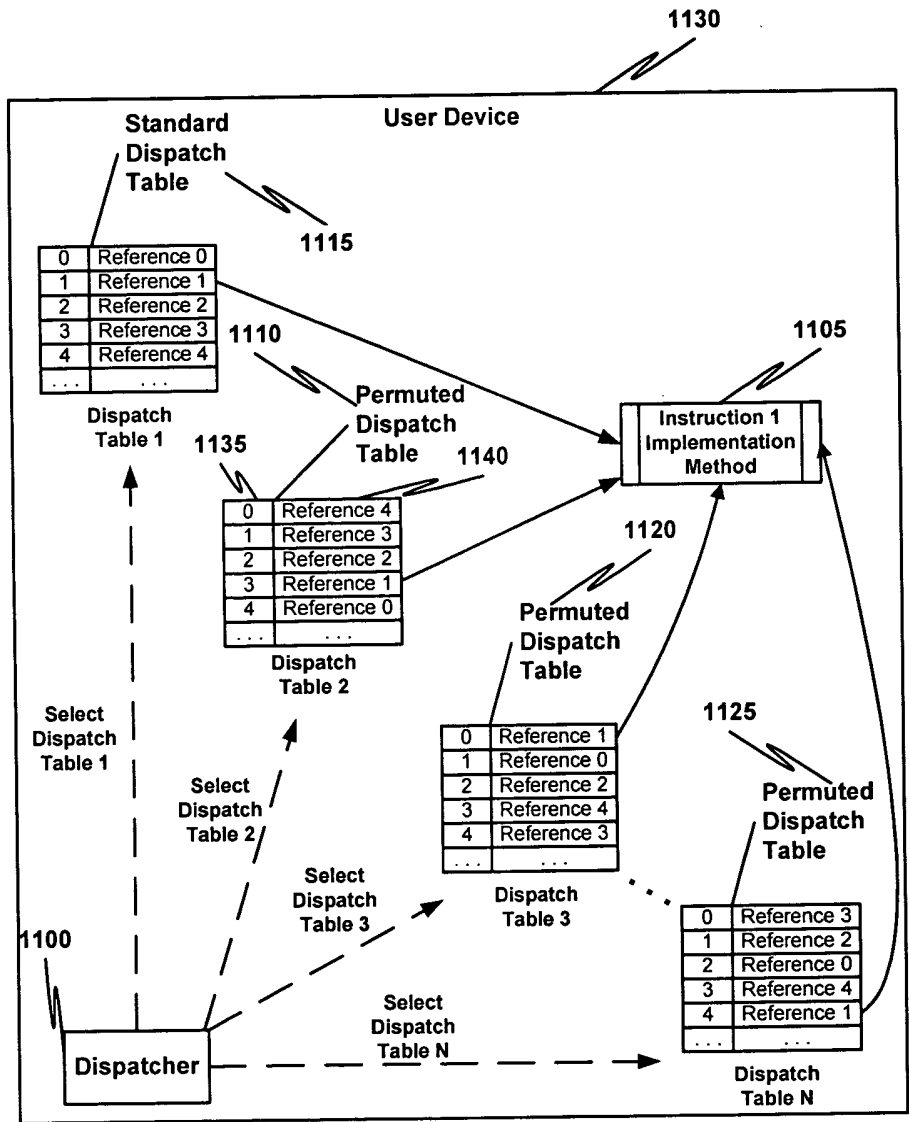 1130
User Device
Standard
Dispatch
Table
1115
0 Reference 0
1 Reference 1
2 Reference 2
3 Reference 3
4 Reference 4
. . . . . .
Dispatch
Table 1
1110
Permuted
Dispatch
Table
1105
Instruction 1
Implementation
Method
1135
1140
0 Reference 4
1 Reference 3
2 Reference 2
3 Reference 1
4 Reference 0
. . . . . .
Dispatch
Table 2
1120
Permuted
Dispatch
Table
0 Reference 1
1 Reference 0
2 Reference 2
3 Reference 4
4 Reference 3
. . . . . .
Dispatch
Table 3
1125
Permuted
Dispatch
Table
0 Reference 3
1 Reference 2
2 Reference 0
3 Reference 4
4 Reference 1
. . . . . .
Dispatch
Table N
Select
Dispatch
Table 1
Select
Dispatch
Table 2
Select
Dispatch
Table 3
Select
Dispatch
Table N
1100
Dispatcher